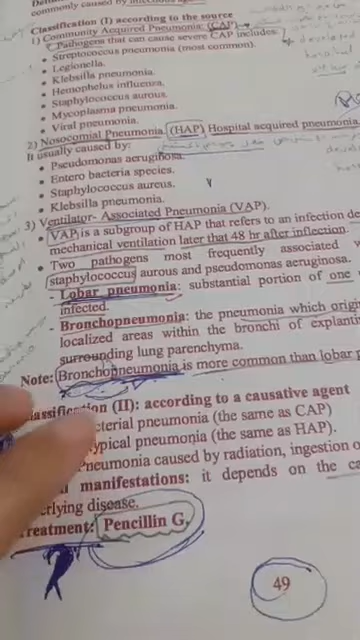 commonly caused by
Classification (I) according to the source
1) Community Acquired Pneumonia: (CAP)
Pathogens that can cause severe CAP includes:
• Streptococcus pneumonia (most common).
• Legionella.
• Klebsilla pneumonia.
• Hemophelus influenza.
• Staphylococcus aurous.
• Mycoplasma pneumonia.
• Viral pneumonia.
2) Nosocomial Pneumonia. (HAP) Hospital acquired pneumonia
It usually caused by:
• Pseudomonas aeruginosa.
• Entero bacteria species.
• Staphylococcus aureus.
• Klebsilla pneumonia.
3) Ventilator- Associated Pneumonia (VAP).
• VAP is a subgroup of HAP that refers to an infection
mechanical ventilation later that 48 hr after inflection.
• Two pathogens most frequently associated
staphylococcus aurous and pseudomonas aeruginosa.
- Lobar pneumonia: substantial portion of one
infected.
- Bronchopneumonia: the pneumonia which
localized areas within the bronchi of
surrounding lung parenchyma.
Note: Bronchopneumonia is more common than lobar
(II): according to a causative agent
pneumonia (the same as CAP)
pneumonia (the same as HAP).
pneumonia caused by radiation, ingestion
manifestations: it depends on the
disease.
Treatment: Pencillin G.
49